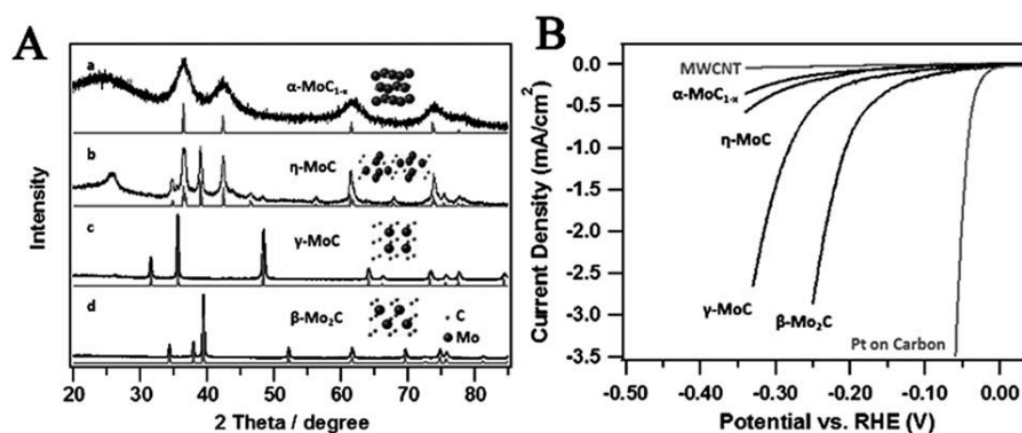 A
a
α-MoC1-x
b
η-MoC
c
γ-MoC
d
β-Mo2C
C
Mo
Intensity
20 30 40 50 60 70 80
2 Theta / degree
B
0.0
-0.5
-1.0
-1.5
-2.0
-2.5
-3.0
-3.5
Current Density (mA/cm2)
MWCNT
α-MoC1-x
η-MoC
γ-MoC
β-Mo2C
Pt on Carbon
-0.50 -0.40 -0.30 -0.20 -0.10 0.00
Potential vs. RHE (V)